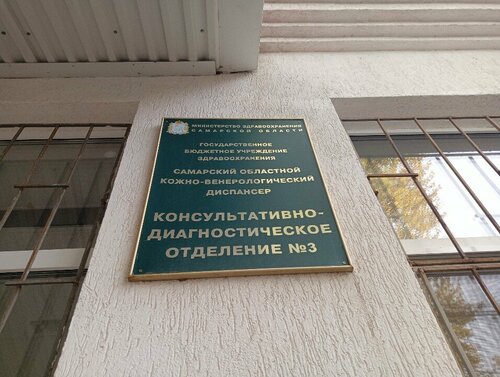 МИНИСТЕРСТВО ЗДРАВООХРАНЕНИЯ
САМАРСКОЙ ОБЛАСТИ
ГОСУДАРСТВЕННОЕ
БЮДЖЕТНОЕ УЧРЕЖДЕНИЕ
ЗДРАВООХРАНЕНИЯ
САМАРСКИЙ ОБЛАСТНОЙ
КОЖНО-ВЕНЕРОЛОГИЧЕСКИЙ
ДИСПАНСЕР
КОНСУЛЬТАТИВНО-
ДИАГНОСТИЧЕСКОЕ
ОТДЕЛЕНИЕ №3